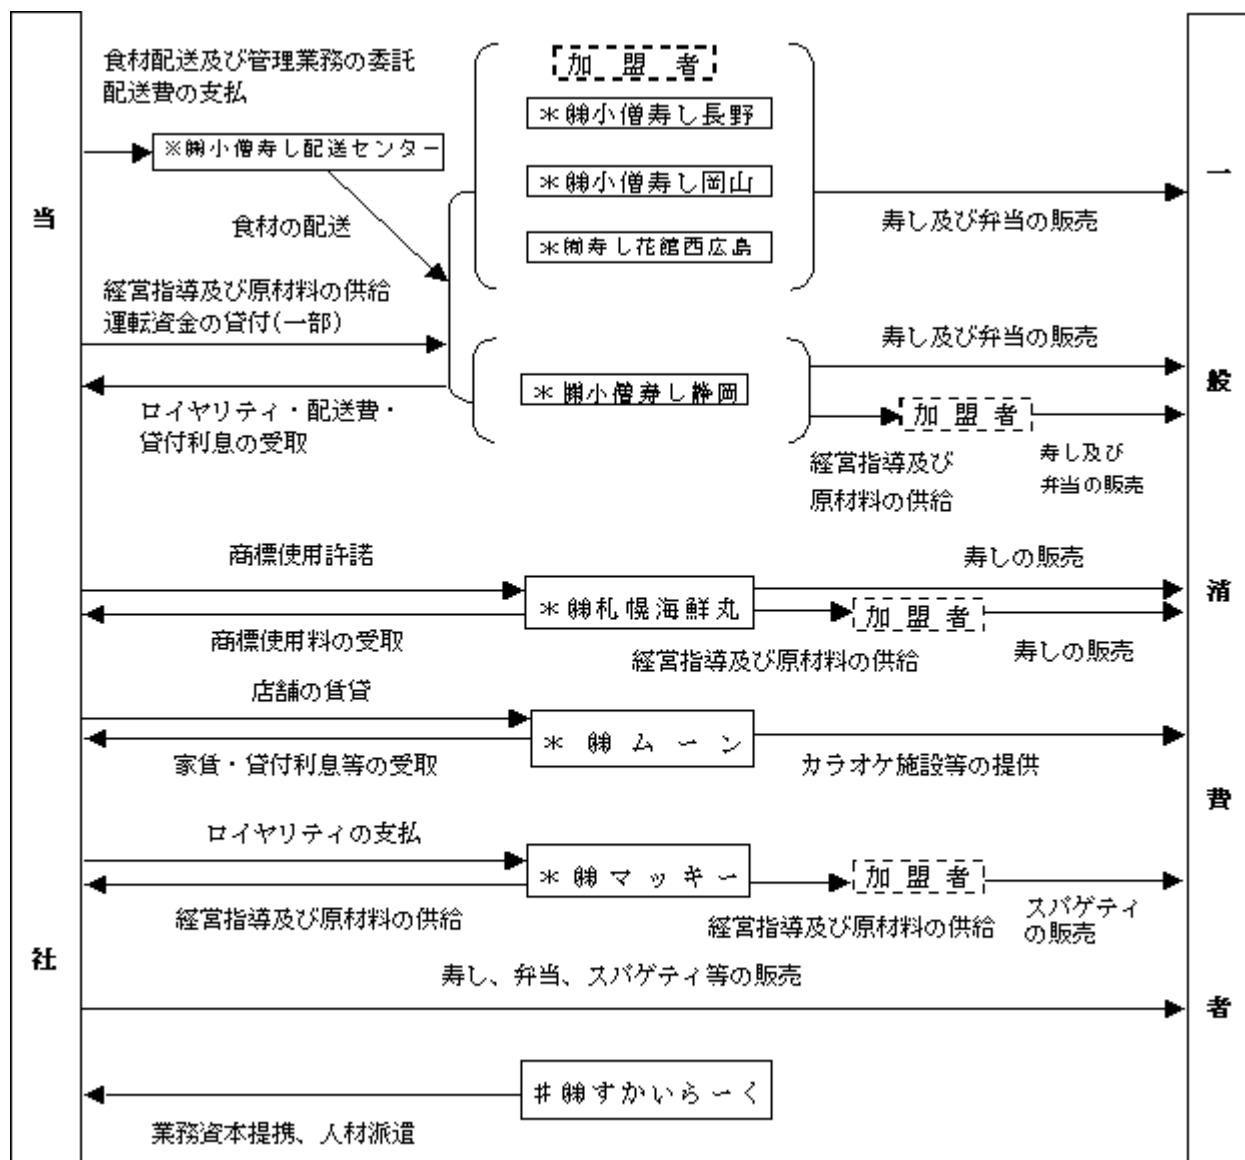 食材配送及び管理業務の委託
配送費の支払
※㈱小僧寿し配送センター
食材の配送
加盟者
＊㈱小僧寿し長野
＊㈱小僧寿し岡山
＊㈲寿し花館西広島
寿し及び弁当の販売
経営指導及び原材料の供給
運転資金の貸付(一部)
ロイヤリティ・配送費・
貸付利息の受取
＊㈱小僧寿し静岡
寿し及び弁当の販売
加盟者
経営指導及び
原材料の供給
寿し及び
弁当の販売
商標使用許諾
商標使用料の受取
＊㈱札幌海鮮丸
寿しの販売
加盟者
経営指導及び原材料の供給
寿しの販売
店舗の賃貸
家賃・貸付利息等の受取
＊㈱ムーン
カラオケ施設等の提供
ロイヤリティの支払
経営指導及び原材料の供給
＊㈱マッキー
加盟者
経営指導及び原材料の供給
スパゲティ
の販売
寿し、弁当、スパゲティ等の販売
＃㈱すかいらーく
業務資本提携、人材派遣
当社
一般消費者